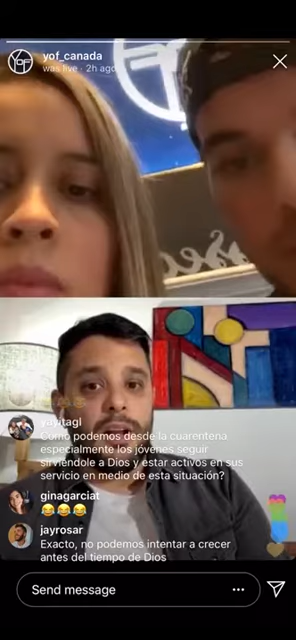 yof_canada
was live · 2h ago
YOF
yayitagl
Como podemos desde la cuarentena
especialmente los jóvenes seguir
sirviéndole a Dios y estar activos en sus
servicio en medio de esta situación?
ginagarciat
😂😂😂
jayrosar
Exacto, no podemos intentar a crecer
antes del tiempo de Dios
Send message